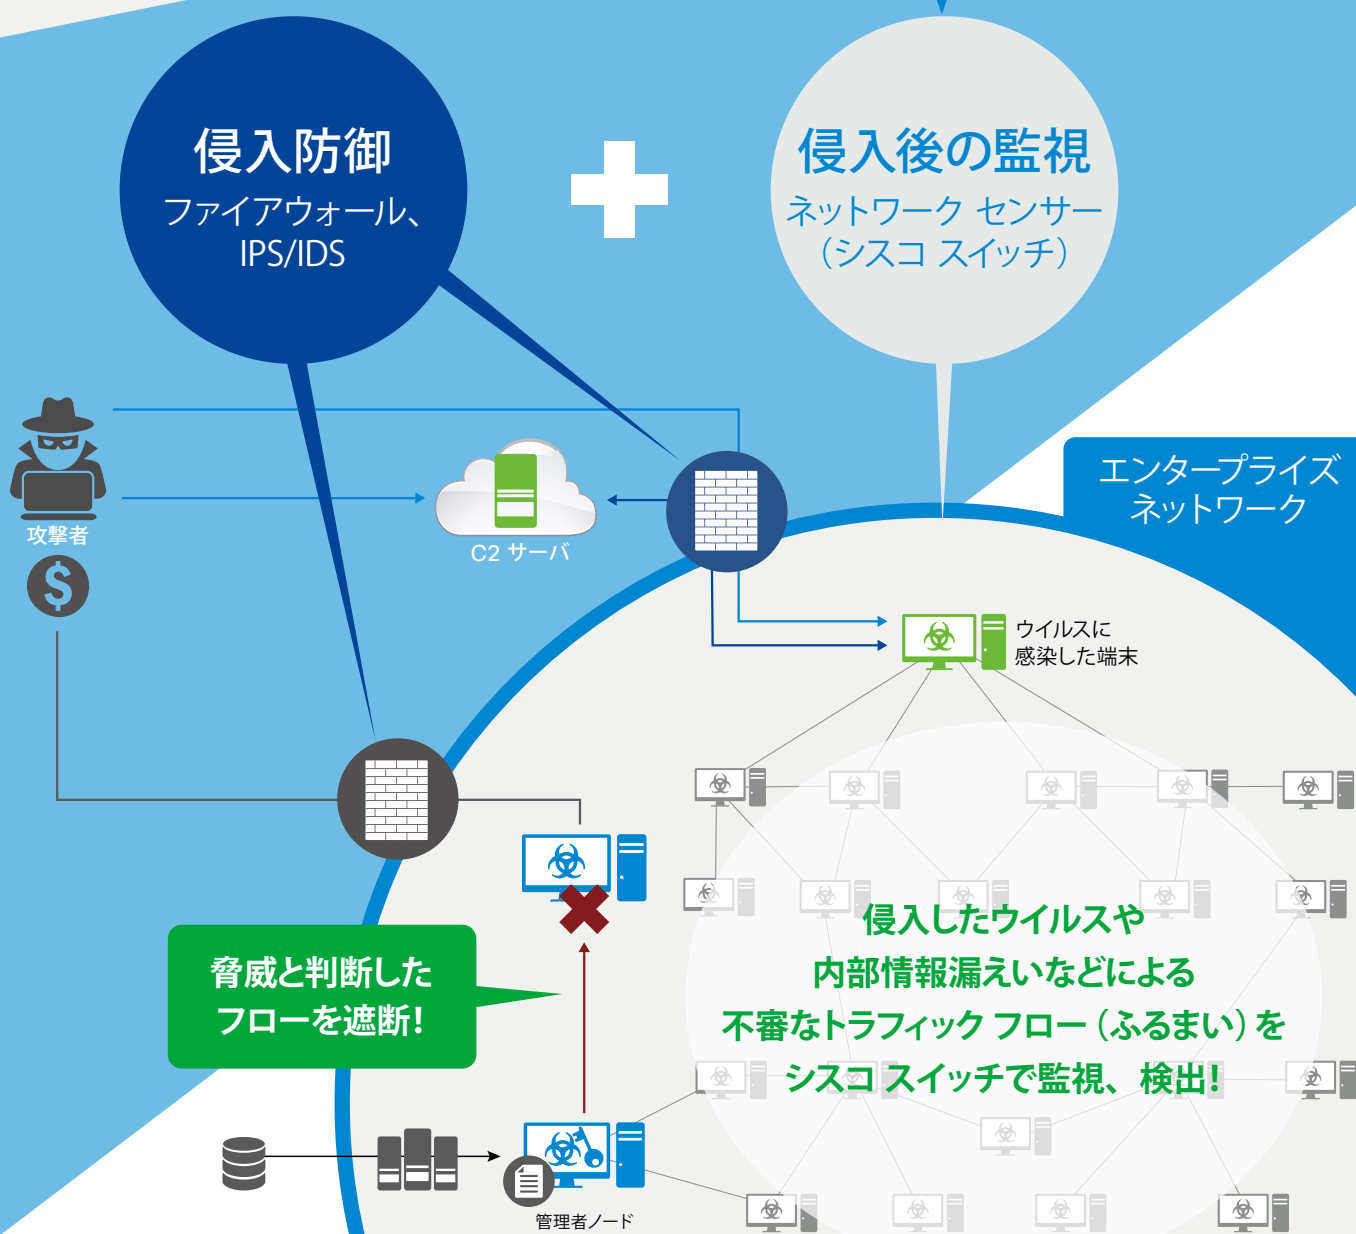 侵入防御
ファイアウォール、
IPS/IDS
侵入後の監視
ネットワーク センサー
（シスコ スイッチ）
エンタープライズ
ネットワーク
攻撃者
$
C2 サーバ
ウイルスに
感染した端末
脅威と判断した
フローを遮断！
侵入したウイルスや
内部情報漏えいなどによる
不審なトラフィック フロー（ふるまい）を
シスコ スイッチで監視、検出！
管理者ノード